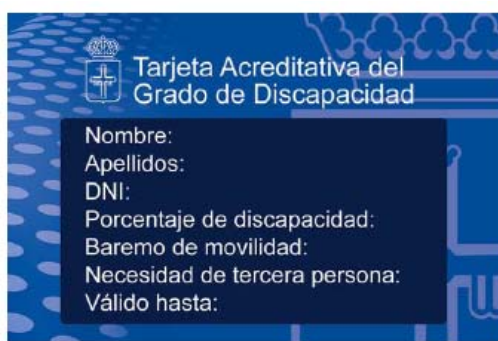 Tarjeta Acreditativa del
Grado de Discapacidad
Nombre:
Apellidos:
DNI:
Porcentaje de discapacidad:
Baremo de movilidad:
Necesidad de tercera persona:
Válido hasta: